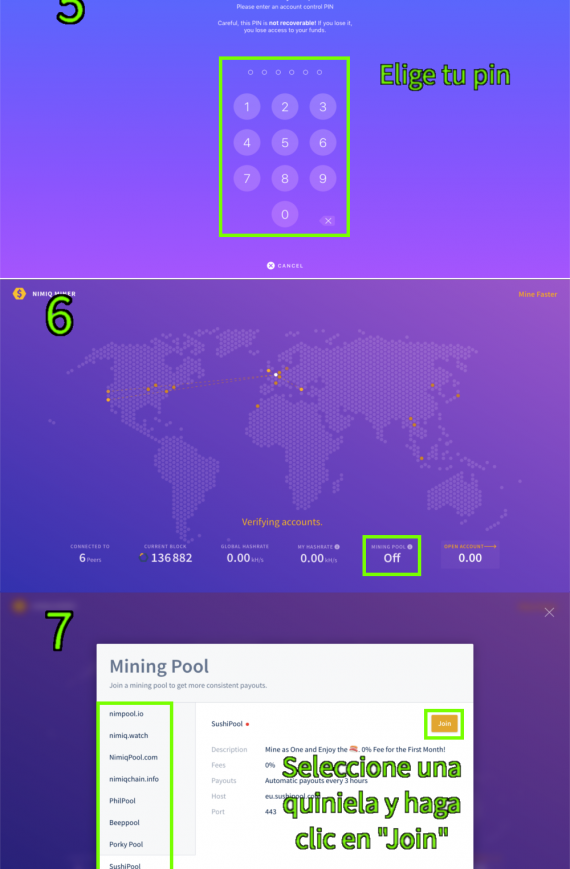 5
Please enter an account control PIN
Careful, this PIN is not recoverable! If you lose it,
you lose access to your funds.
Elige tu pin
1 2 3
4 5 6
7 8 9
0
CANCEL
NIMIQ MINER
Mine Faster
6
Verifying accounts.
CONNECTED TO
6 Peers
CURRENT BLOCK
136 882
GLOBAL HASHRATE
0.00 kH/s
MY HASHRATE
0.00 kH/s
MINING POOL
Off
OPEN ACCOUNT
0.00
7
Mining Pool
Join a mining pool to get more consistent payouts.
nimpool.io
nimiq.watch
NimiqPool.com
nimiqchain.info
PhilPool
Beeppool
Porky Pool
SushiPool
SushiPool
Join
Description Mine as One and Enjoy the 🍣. 0% Fee for the First Month!
Fees 0%
Payouts Automatic payouts every 3 hours
Host eu.sushipool.com
Port 443
Seleccione una
quiniela y haga
clic en "Join"